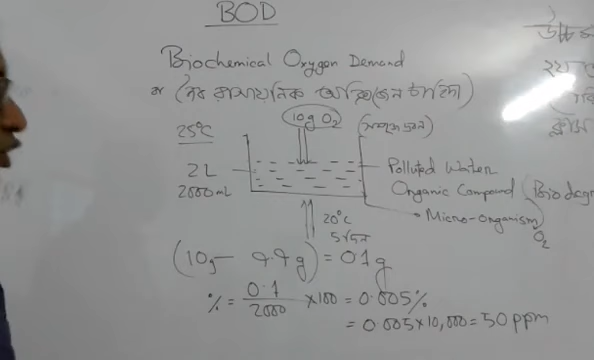 BOD
Biochemical Oxygen Demand
বা (জৈব রাসায়নিক অক্সিজেন চাহিদা)
25°C
10g O₂
2L
2000mL
Polluted Water
Organic Compound (Biodegr
Micro-organism)
O₂
20°C
5 দিন
(10g - 9.9g) = 0.1g
% = 0.1/2000 × 100 = 0.005%
= 0.005×10,000 = 50 ppm